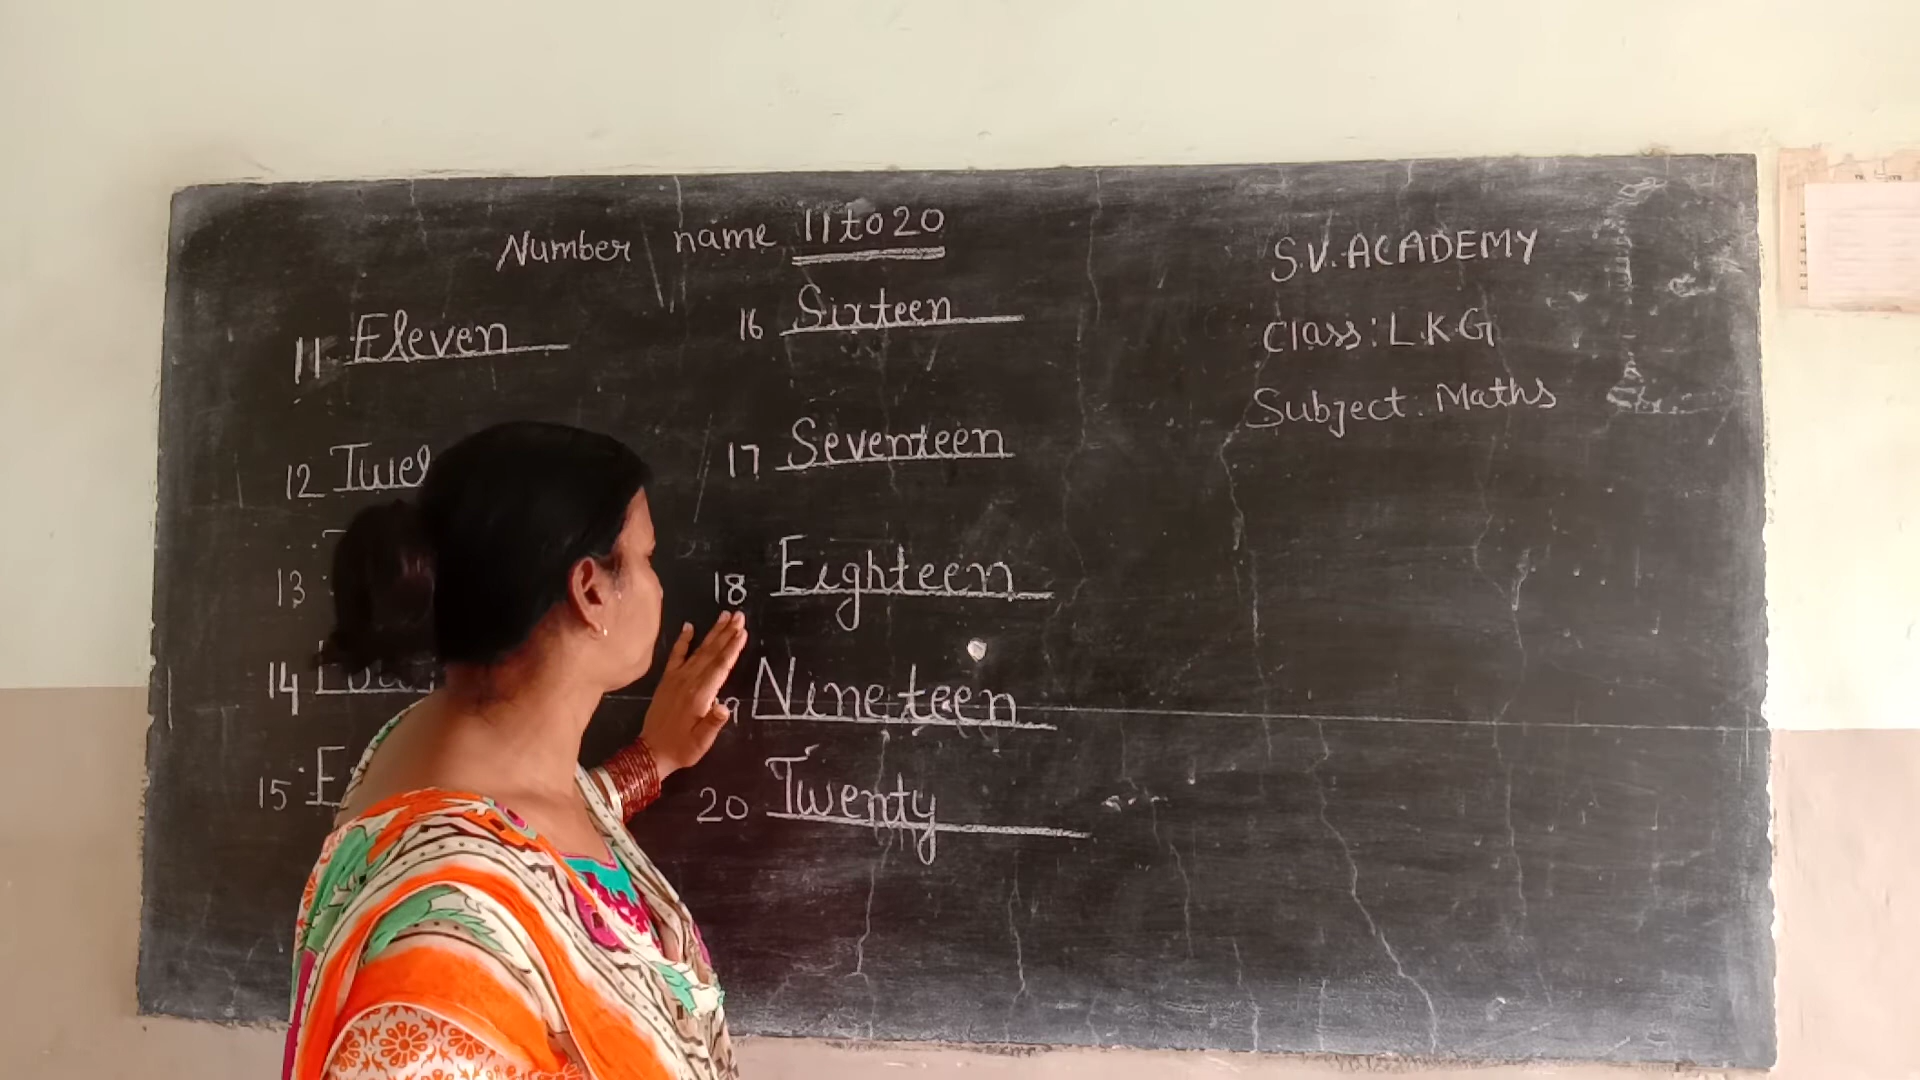 Number name 11 to 20
11 Eleven
12
13
14
15
16 Sixteen
17 Seventeen
18 Eighteen
Nineteen
20 Twenty
S.V. ACADEMY
Class: L.K.G
Subject. Maths